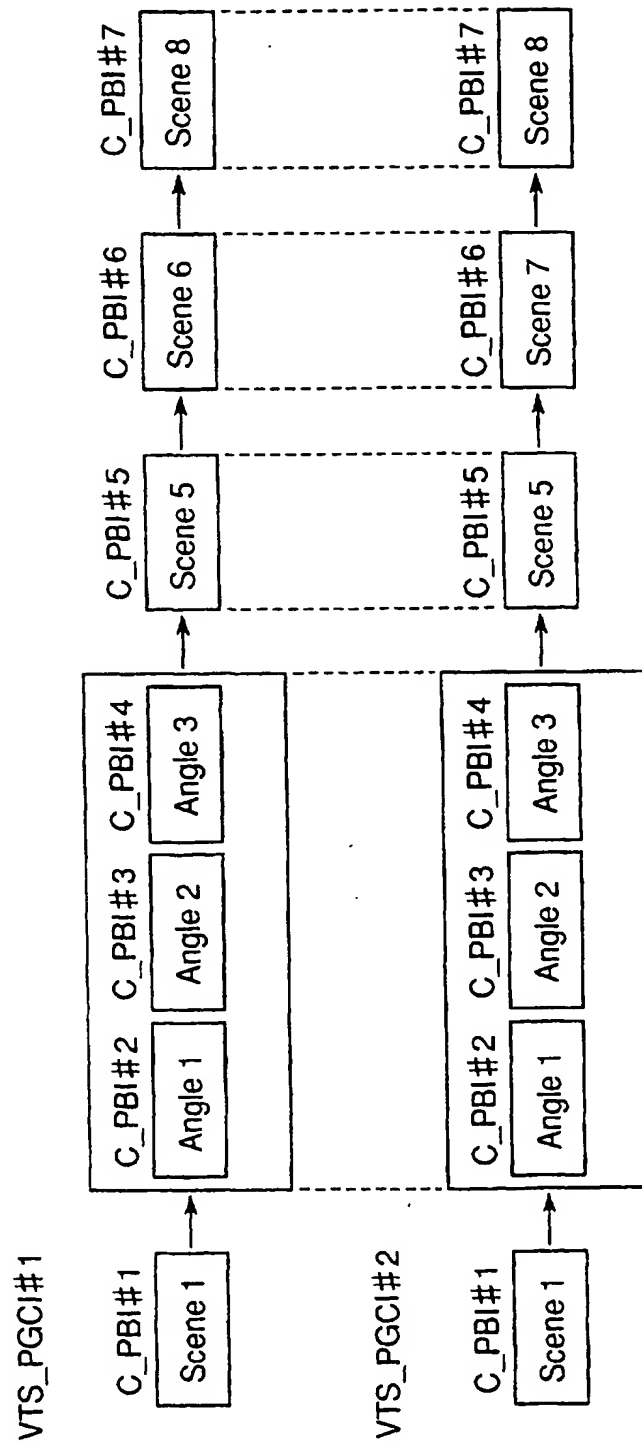 VTS_PGCI#1
C_PBI#1
Scene 1
C_PBI#2
Angle 1
C_PBI#3
Angle 2
C_PBI#4
Angle 3
C_PBI#5
Scene 5
C_PBI#6
Scene 6
C_PBI#7
Scene 8
VTS_PGCI#2
C_PBI#1
Scene 1
C_PBI#2
Angle 1
C_PBI#3
Angle 2
C_PBI#4
Angle 3
C_PBI#5
Scene 5
C_PBI#6
Scene 7
C_PBI#7
Scene 8